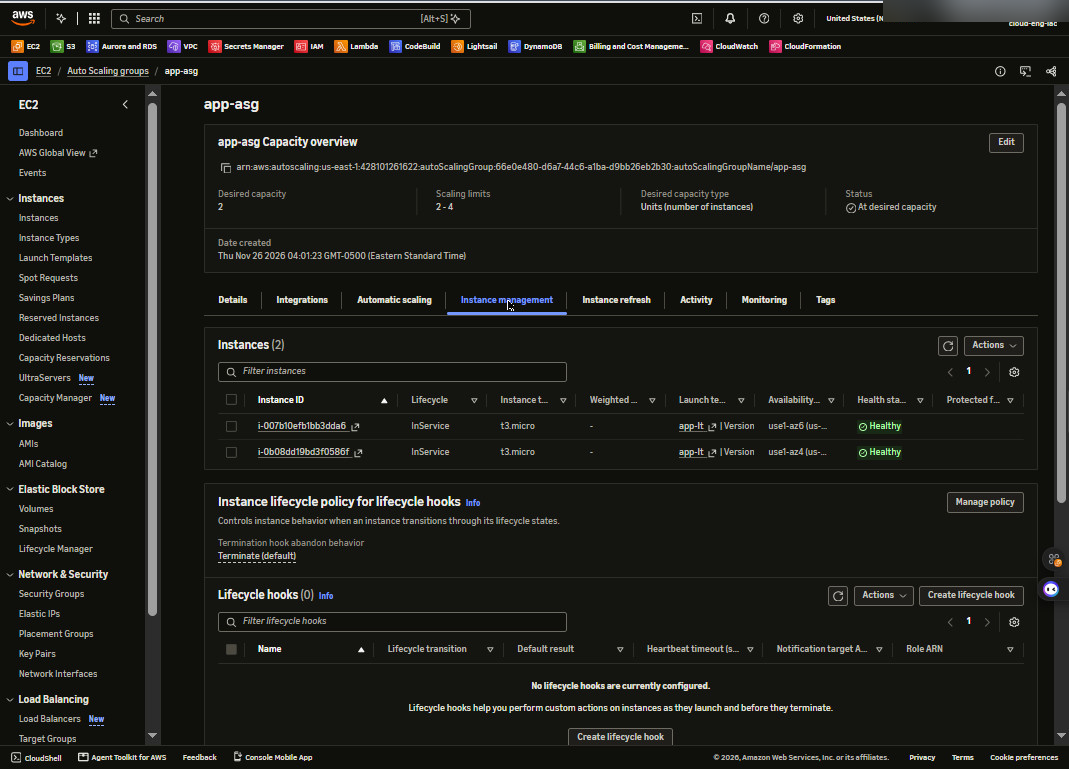 aws
Search [Alt+S] United States (N
cloud-eng-lac
EC2 S3 Aurora and RDS VPC Secrets Manager IAM Lambda CodeBuild Lightsail DynamoDB Billing and Cost Manageme... CloudWatch CloudFormation
EC2 / Auto Scaling groups / app-asg
EC2
Dashboard
AWS Global View
Events
Instances
Instances
Instance Types
Launch Templates
Spot Requests
Savings Plans
Reserved Instances
Dedicated Hosts
Capacity Reservations
UltraServers New
Capacity Manager New
Images
AMIs
AMI Catalog
Elastic Block Store
Volumes
Snapshots
Lifecycle Manager
Network & Security
Security Groups
Elastic IPs
Placement Groups
Key Pairs
Network Interfaces
Load Balancing
Load Balancers New
Target Groups
app-asg
app-asg Capacity overview
Edit
arn:aws:autoscaling:us-east-1:428101261622:autoScalingGroup:66e0e480-d6a7-44c6-a1ba-d9bb26eb2b30:autoScalingGroupName/app-asg
Desired capacity Scaling limits Desired capacity type Status
2 2 - 4 Units (number of instances) At desired capacity
Date created
Thu Nov 26 2026 04:01:23 GMT-0500 (Eastern Standard Time)
Details Integrations Automatic scaling Instance management Instance refresh Activity Monitoring Tags
Instances (2)
Actions
Filter instances
1
Instance ID Lifecycle Instance t... Weighted ... Launch te... Availability... Health sta... Protected f...
i-007b10efb1bb3dda6 InService t3.micro - app-lt | Version use1-az6 (us-... Healthy
i-0b08dd19bd3f0586f InService t3.micro - app-lt | Version use1-az4 (us-... Healthy
Instance lifecycle policy for lifecycle hooks Info
Manage policy
Controls instance behavior when an instance transitions through its lifecycle states.
Termination hook abandon behavior
Terminate (default)
Lifecycle hooks (0) Info
Actions Create lifecycle hook
Filter lifecycle hooks
1
Name Lifecycle transition Default result Heartbeat timeout (s... Notification target A... Role ARN
No lifecycle hooks are currently configured.
Lifecycle hooks help you perform custom actions on instances as they launch and before they terminate.
Create lifecycle hook
CloudShell Agent Toolkit for AWS Feedback Console Mobile App © 2026, Amazon Web Services, Inc. or its affiliates. Privacy Terms Cookie preferences